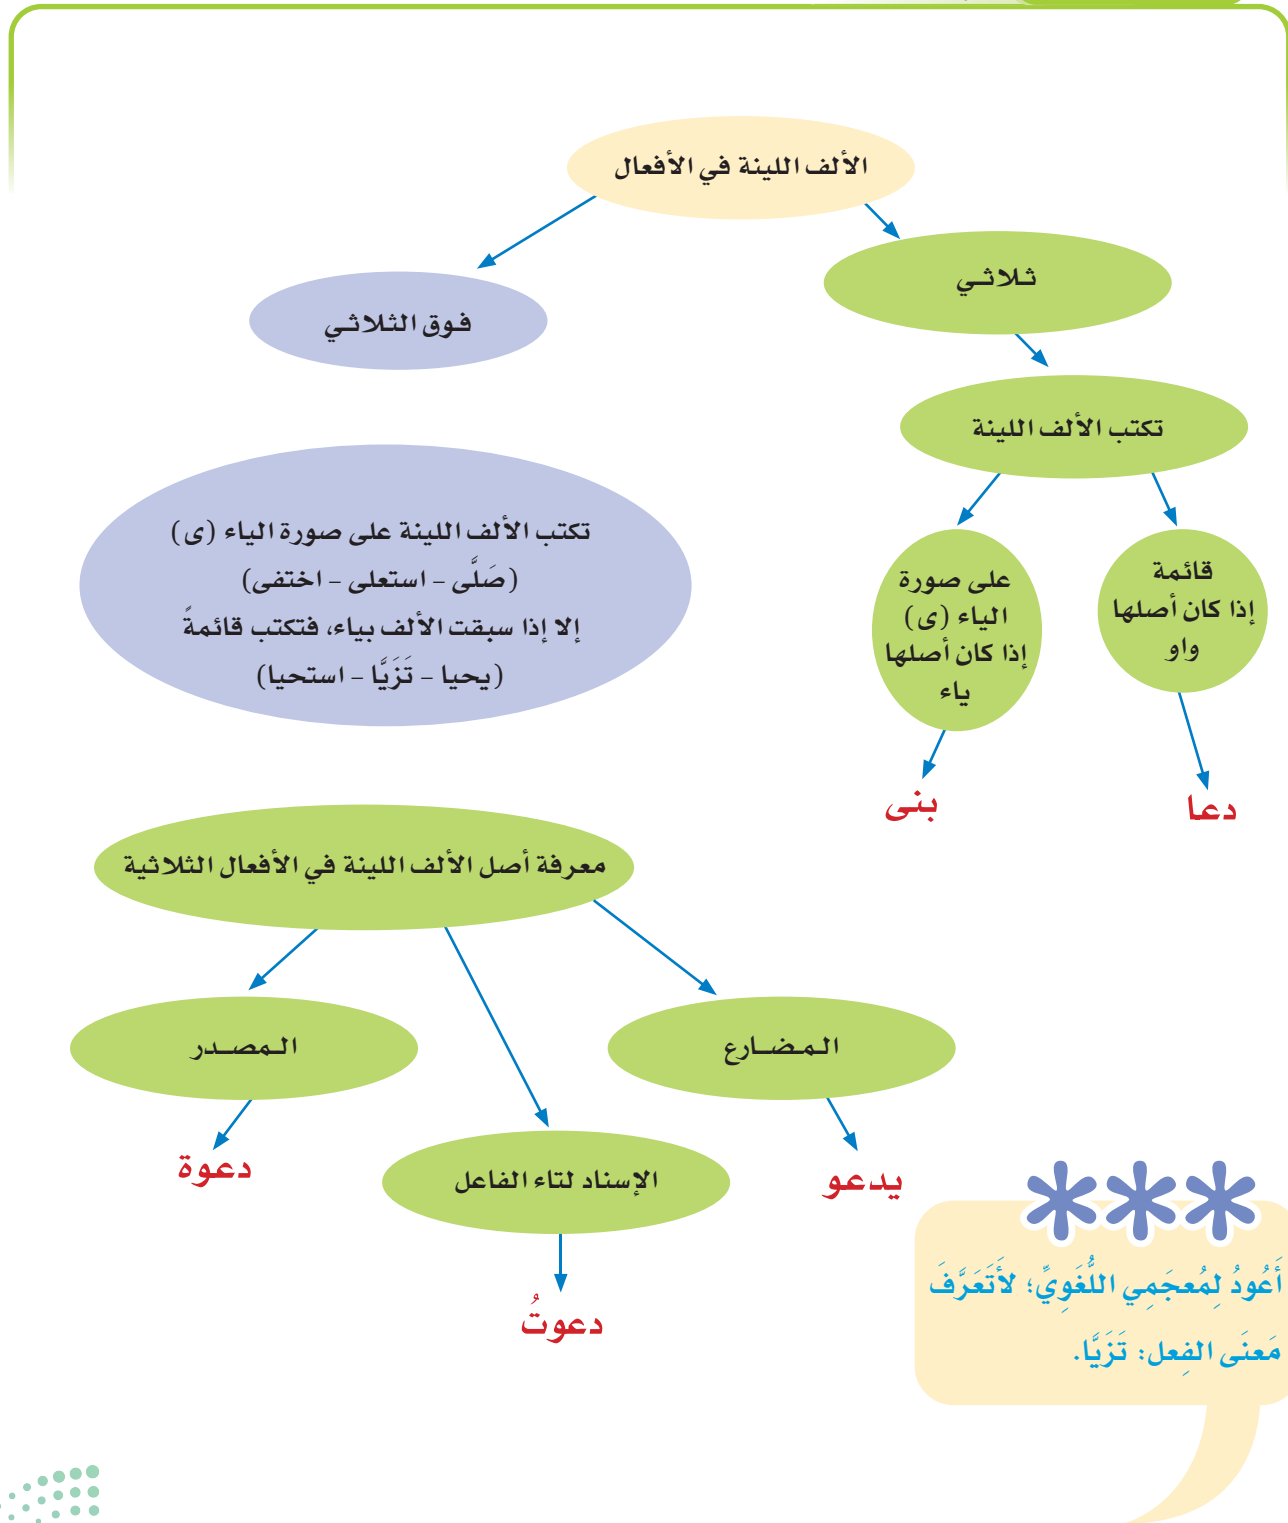 الألف اللينة في الأفعال
ثلاثي
فوق الثلاثي
تكتب الألف اللينة
قائمة
إذا كان أصلها
واو
على صورة
الياء (ى)
إذا كان أصلها
ياء
دعا
بنى
تكتب الألف اللينة على صورة الياء (ى)
(صَلَّى – استعلى – اختفى)
إلا إذا سبقت الألف بياء، فتكتب قائمةً
(يحيا – تَزَيَّا – استحيا)
معرفة أصل الألف اللينة في الأفعال الثلاثية
المضارع
المصدر
الإسناد لتاء الفاعل
يدعو
دعوة
دعوتُ
أَعُودُ لِمُعجَمِي اللُّغَوِيِّ؛ لأَتَعَرَّفَ
مَعنَى الفِعل: تَزَيَّا.